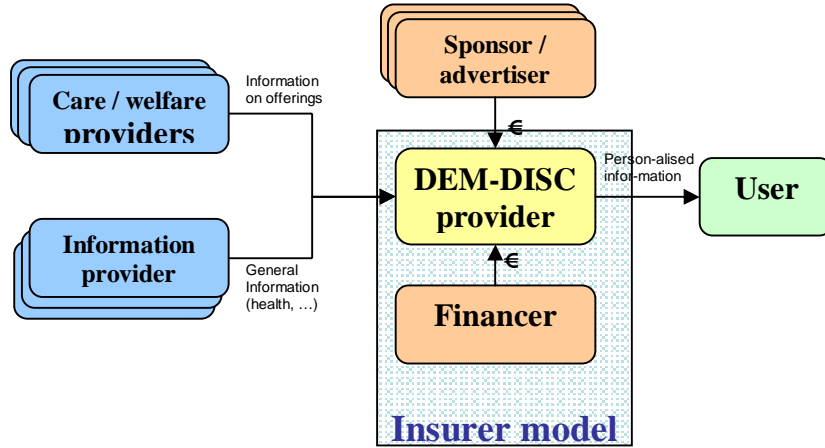 Sponsor /
advertiser
Care / welfare
providers
Information
on offerings
€
Person-alised
infor-mation
DEM-DISC
provider
User
Information
provider
General
Information
(health, ...)
€
Financer
Insurer model